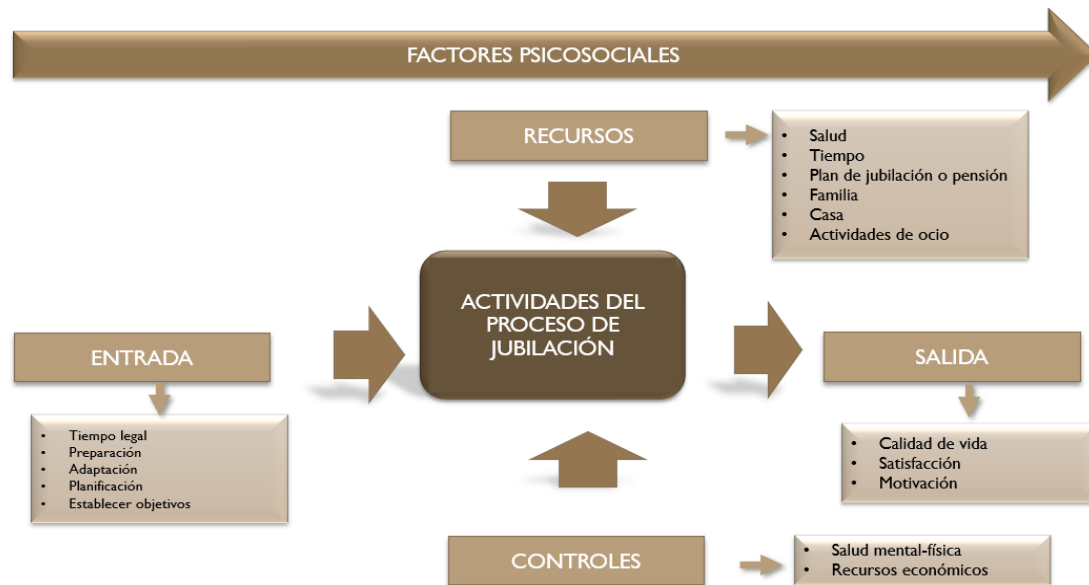 FACTORES PSICOSOCIALES
RECURSOS
• Salud
• Tiempo
• Plan de jubilación o pensión
• Familia
• Casa
• Actividades de ocio
ACTIVIDADES DEL
PROCESO DE
JUBILACIÓN
ENTRADA
• Tiempo legal
• Preparación
• Adaptación
• Planificación
• Establecer objetivos
SALIDA
• Calidad de vida
• Satisfacción
• Motivación
CONTROLES
• Salud mental-física
• Recursos económicos